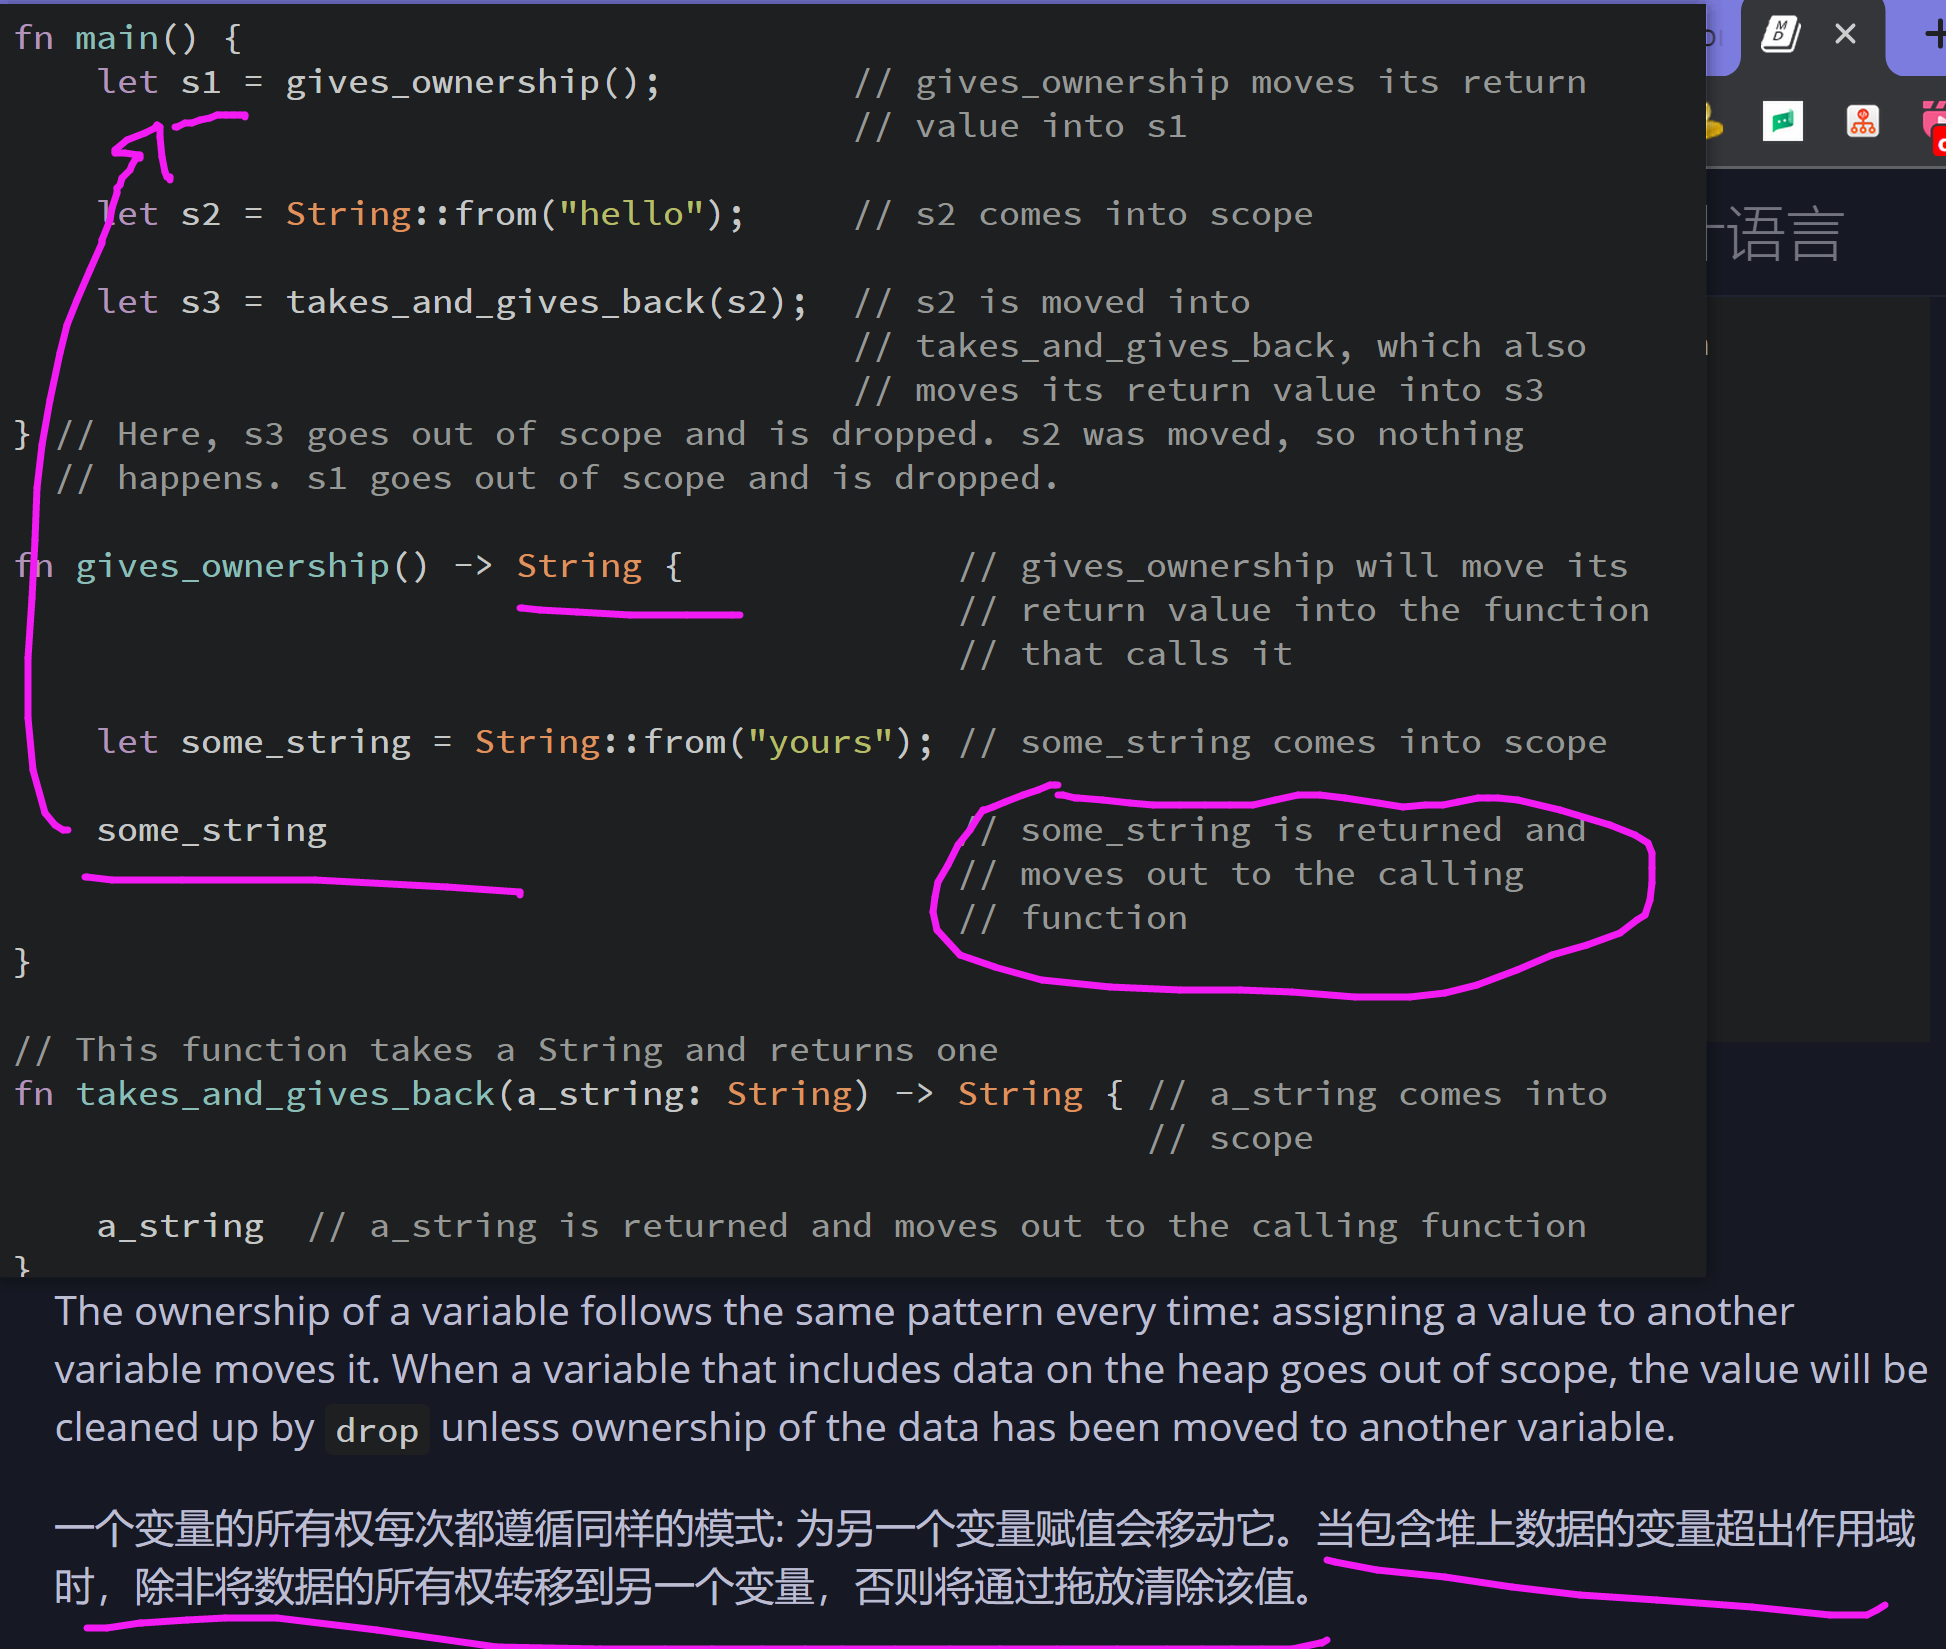 fn main() {
    let s1 = gives_ownership();         // gives_ownership moves its return
                                        // value into s1
    let s2 = String::from("hello");     // s2 comes into scope
    let s3 = takes_and_gives_back(s2);  // s2 is moved into
                                        // takes_and_gives_back, which also
                                        // moves its return value into s3
} // Here, s3 goes out of scope and is dropped. s2 was moved, so nothing
  // happens. s1 goes out of scope and is dropped.
fn gives_ownership() -> String {             // gives_ownership will move its
                                             // return value into the function
                                             // that calls it
    let some_string = String::from("yours"); // some_string comes into scope
    some_string                              // some_string is returned and
                                             // moves out to the calling
                                             // function
}
// This function takes a String and returns one
fn takes_and_gives_back(a_string: String) -> String { // a_string comes into
                                                      // scope
    a_string  // a_string is returned and moves out to the calling function
}
语言
The ownership of a variable follows the same pattern every time: assigning a value to another
variable moves it. When a variable that includes data on the heap goes out of scope, the value will be
cleaned up by drop unless ownership of the data has been moved to another variable.
一个变量的所有权每次都遵循同样的模式: 为另一个变量赋值会移动它。当包含堆上数据的变量超出作用域
时，除非将数据的所有权转移到另一个变量，否则将通过拖放清除该值。